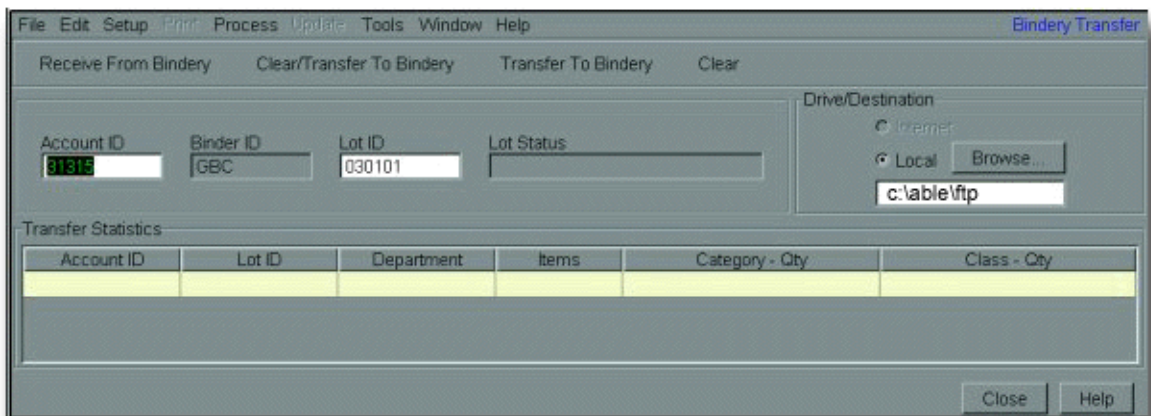 File Edit Setup Print Process Update Tools Window Help Bindery Transfer
Receive From Bindery Clear/Transfer To Bindery Transfer To Bindery Clear
Drive/Destination
Internet
Account ID Binder ID Lot ID Lot Status
31315 GBC 030101
Local Browse...
c:\able\ftp
Transfer Statistics
Account ID Lot ID Department Items Category - Qty Class - Qty
Close Help